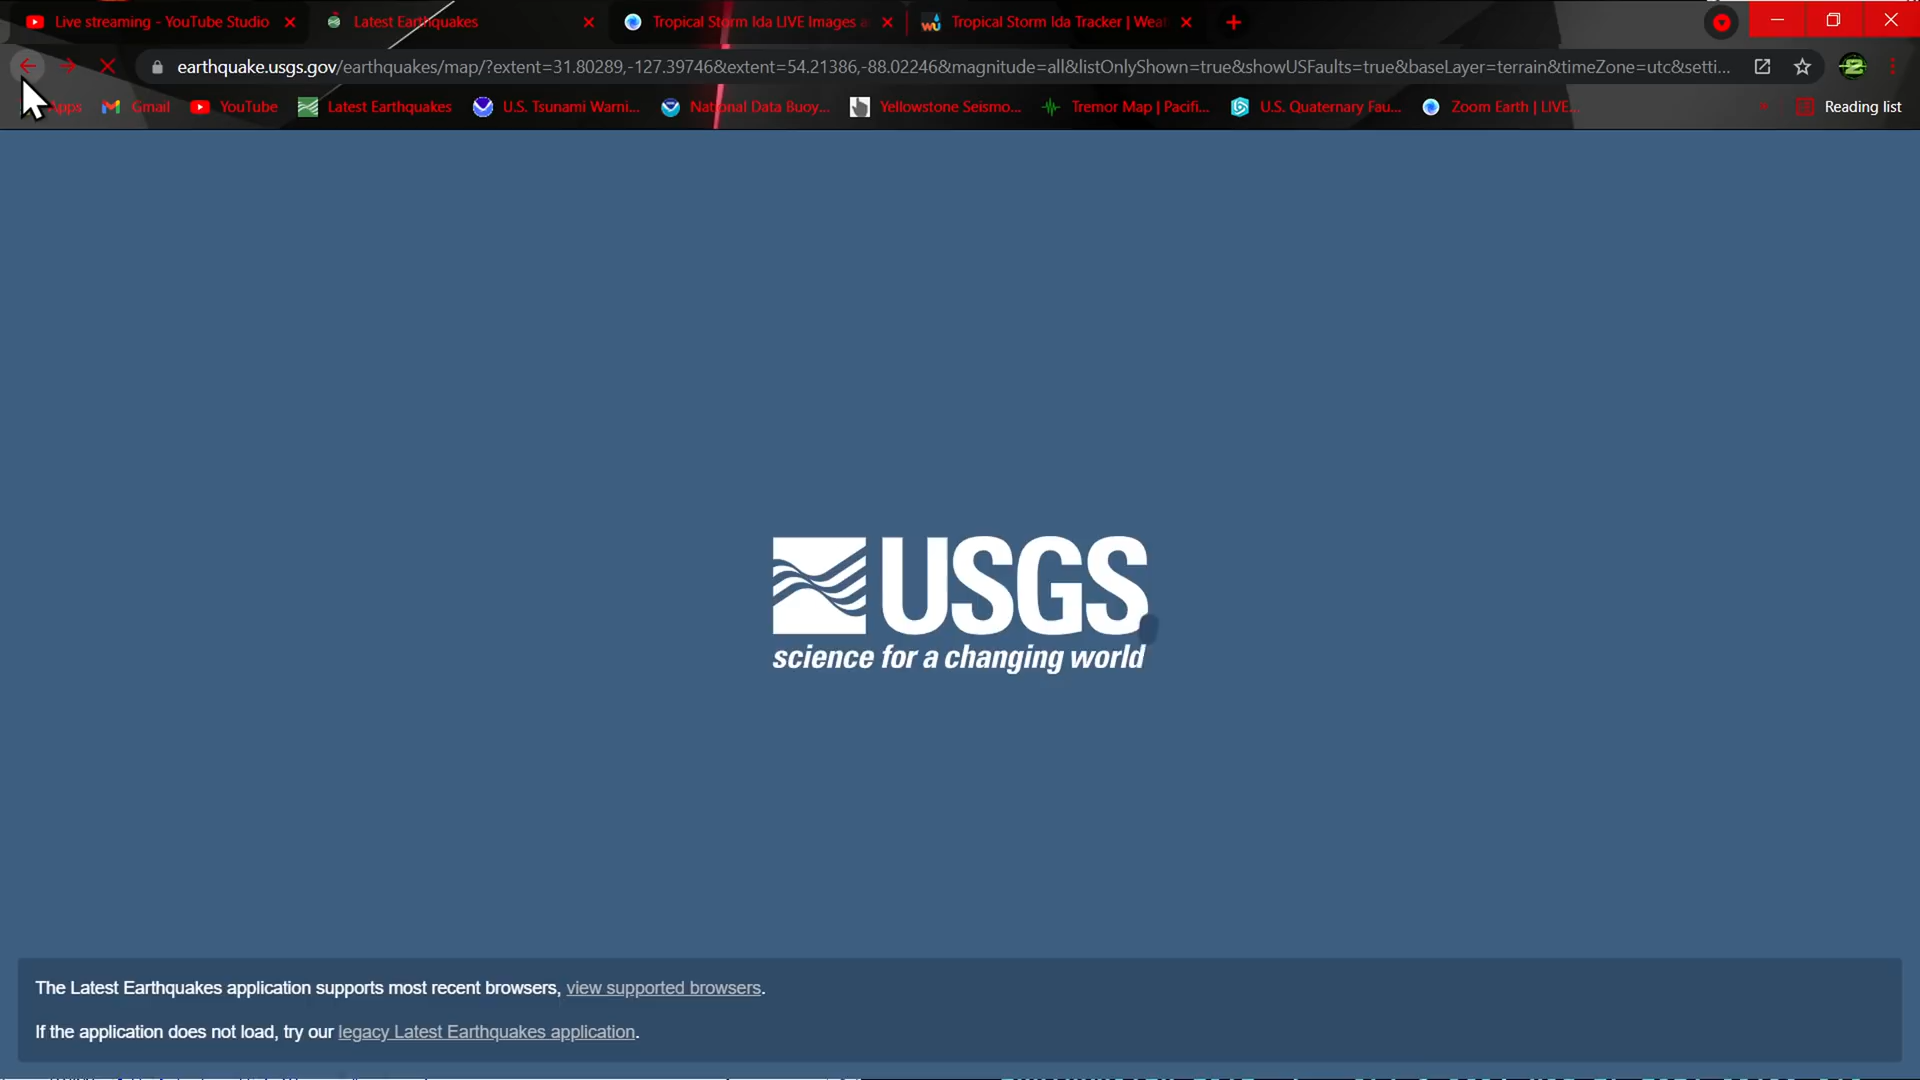 Live streaming - YouTube Studio
Latest Earthquakes
Tropical Storm Ida LIVE Images a
Tropical Storm Ida Tracker | Weat
earthquake.usgs.gov/earthquakes/map/?extent=31.80289,-127.39746&extent=54.21386,-88.02246&magnitude=all&listOnlyShown=true&showUSFaults=true&baseLayer=terrain&timeZone=utc&setti...
Apps
Gmail
YouTube
Latest Earthquakes
U.S. Tsunami Warni...
National Data Buoy...
Yellowstone Seismo...
Tremor Map | Pacifi...
U.S. Quaternary Fau...
Zoom Earth | LIVE...
Reading list
USGS
science for a changing world
The Latest Earthquakes application supports most recent browsers, view supported browsers.
If the application does not load, try our legacy Latest Earthquakes application.